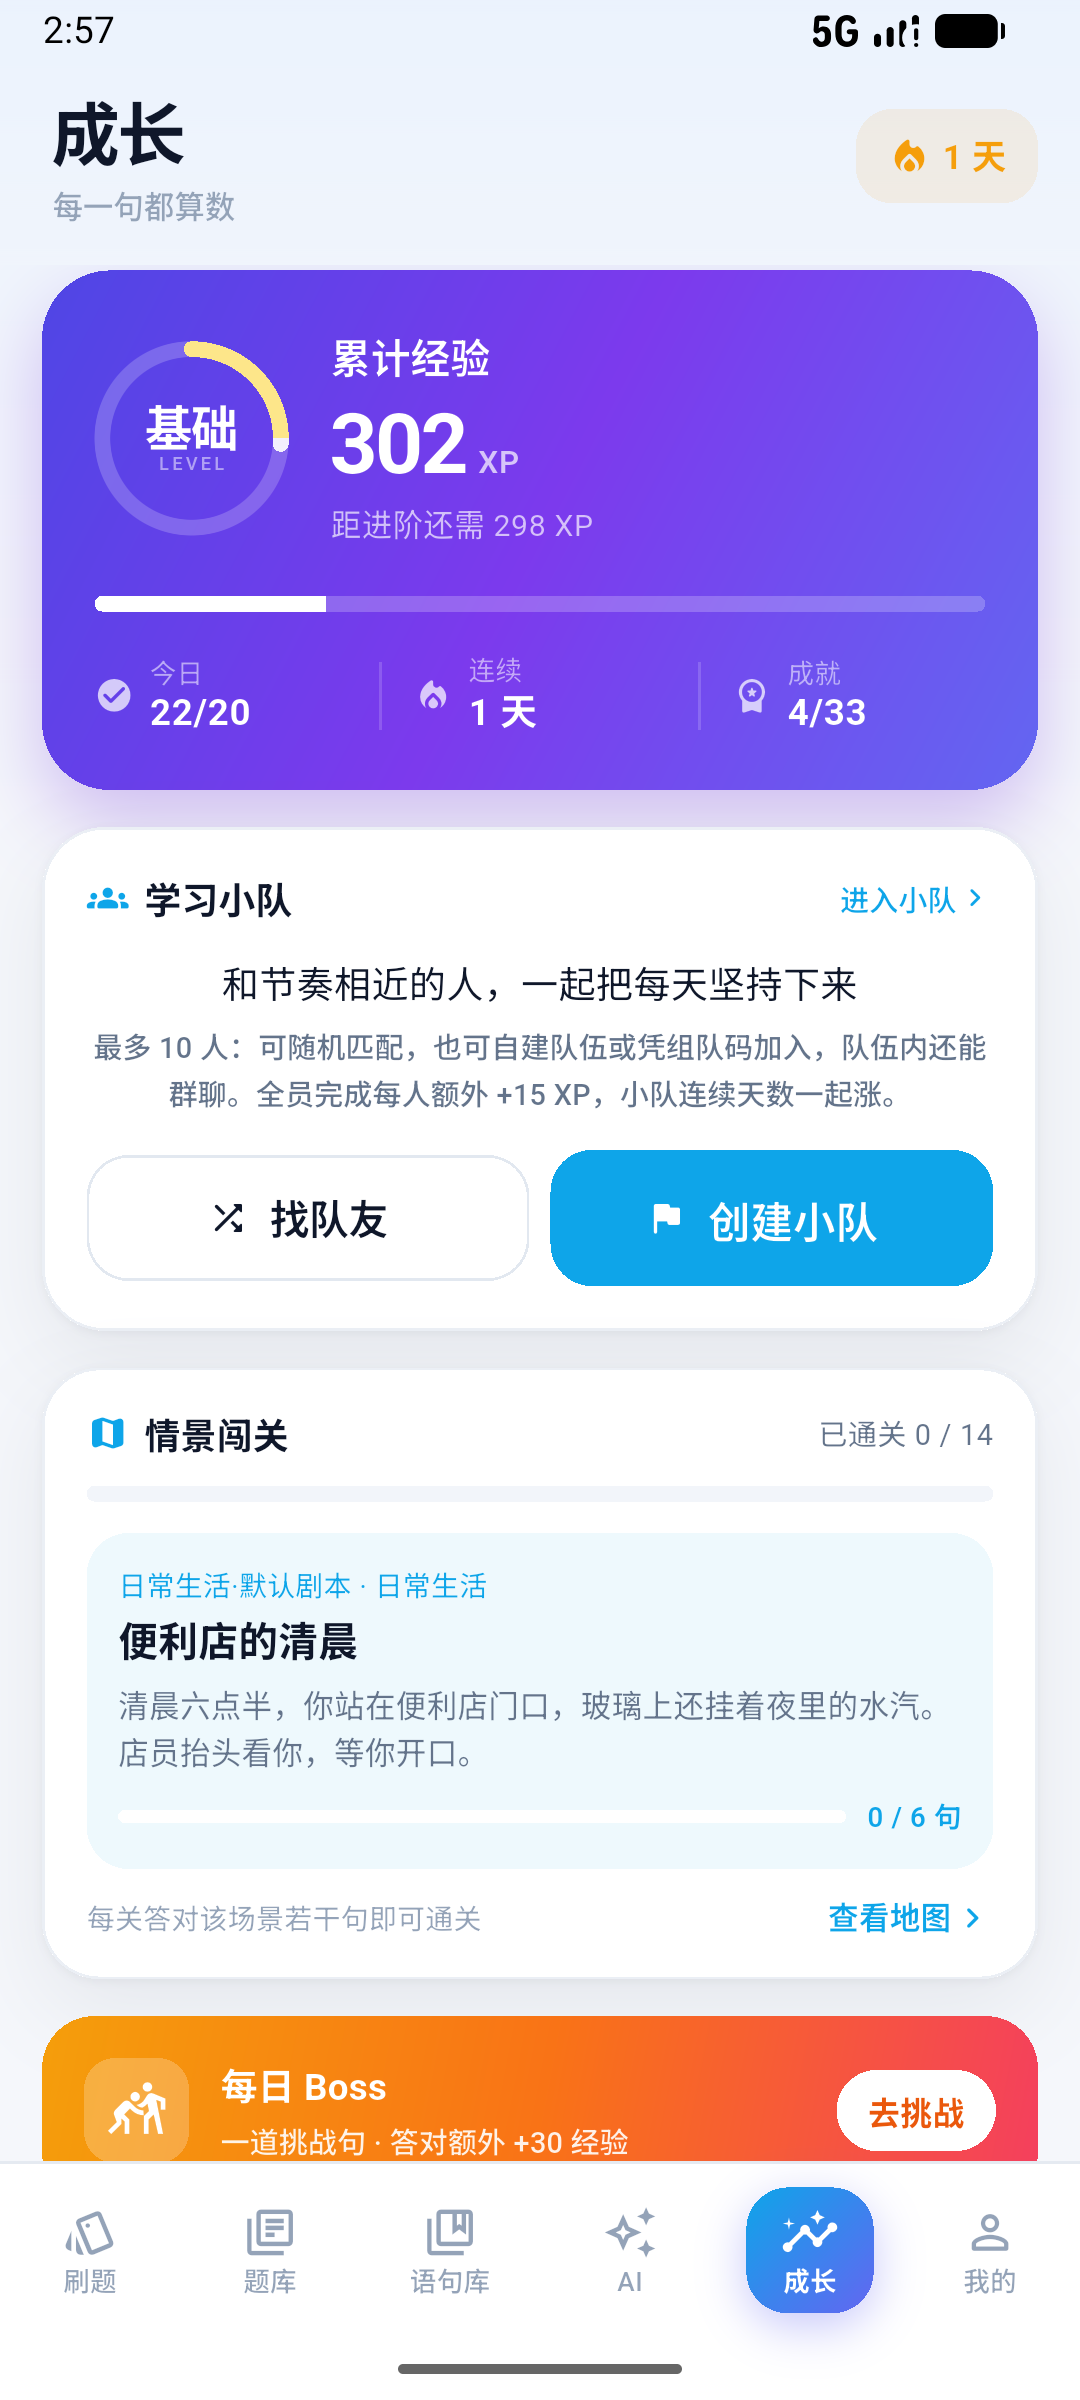 2:57
5G
成长
每一句都算数
1 天
基础
LEVEL
累计经验
302 XP
距进阶还需 298 XP
今日
22/20
连续
1 天
成就
4/33
学习小队
进入小队
和节奏相近的人，一起把每天坚持下来
最多 10 人：可随机匹配，也可自建队伍或凭组队码加入，队伍内还能
群聊。全员完成每人额外 +15 XP，小队连续天数一起涨。
找队友
创建小队
情景闯关
已通关 0 / 14
日常生活·默认剧本 · 日常生活
便利店的清晨
清晨六点半，你站在便利店门口，玻璃上还挂着夜里的水汽。
店员抬头看你，等你开口。
0 / 6 句
每关答对该场景若干句即可通关
查看地图
每日 Boss
一道挑战句 · 答对额外 +30 经验
去挑战
刷题
题库
语句库
AI
成长
我的